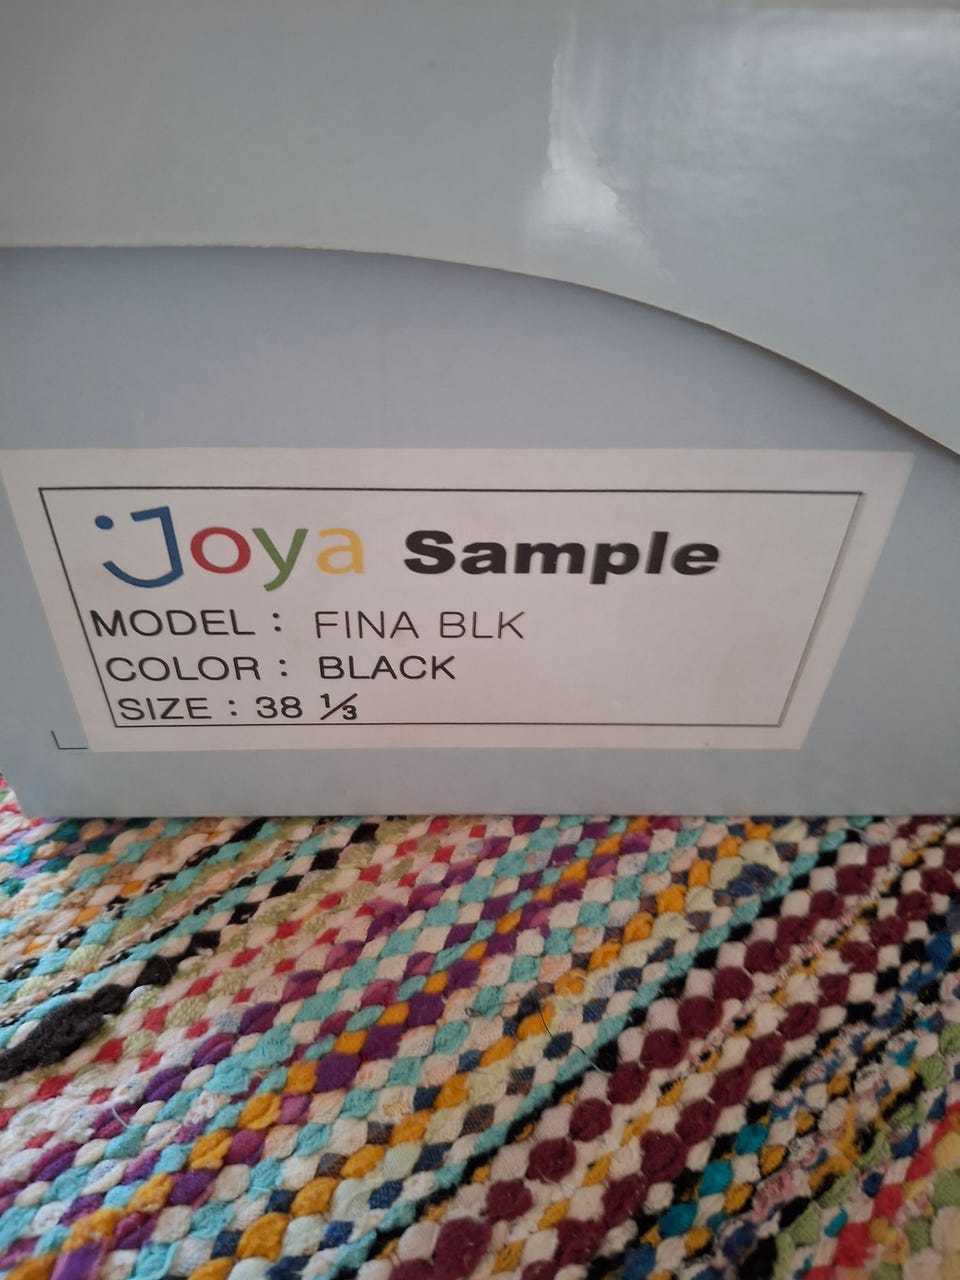 Joya Sample
MODEL : FINA BLK
COLOR : BLACK
SIZE : 38 ⅓